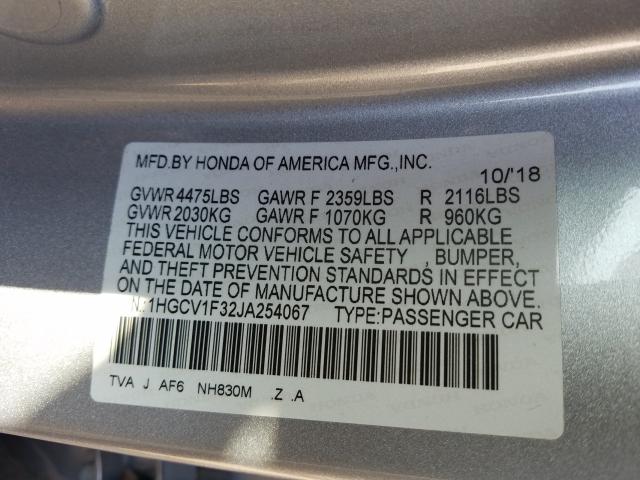 MFD.BY HONDA OF AMERICA MFG.,INC.
10/'18
GVWR 4475LBS GAWR F 2359LBS R 2116LBS
GVWR 2030KG GAWR F 1070KG R 960KG
THIS VEHICLE CONFORMS TO ALL APPLICABLE
FEDERAL MOTOR VEHICLE SAFETY , BUMPER,
AND THEFT PREVENTION STANDARDS IN EFFECT
ON THE DATE OF MANUFACTURE SHOWN ABOVE.
N.: 1HGCV1F32JA254067 TYPE:PASSENGER CAR
TVA J AF6 NH830M .Z .A